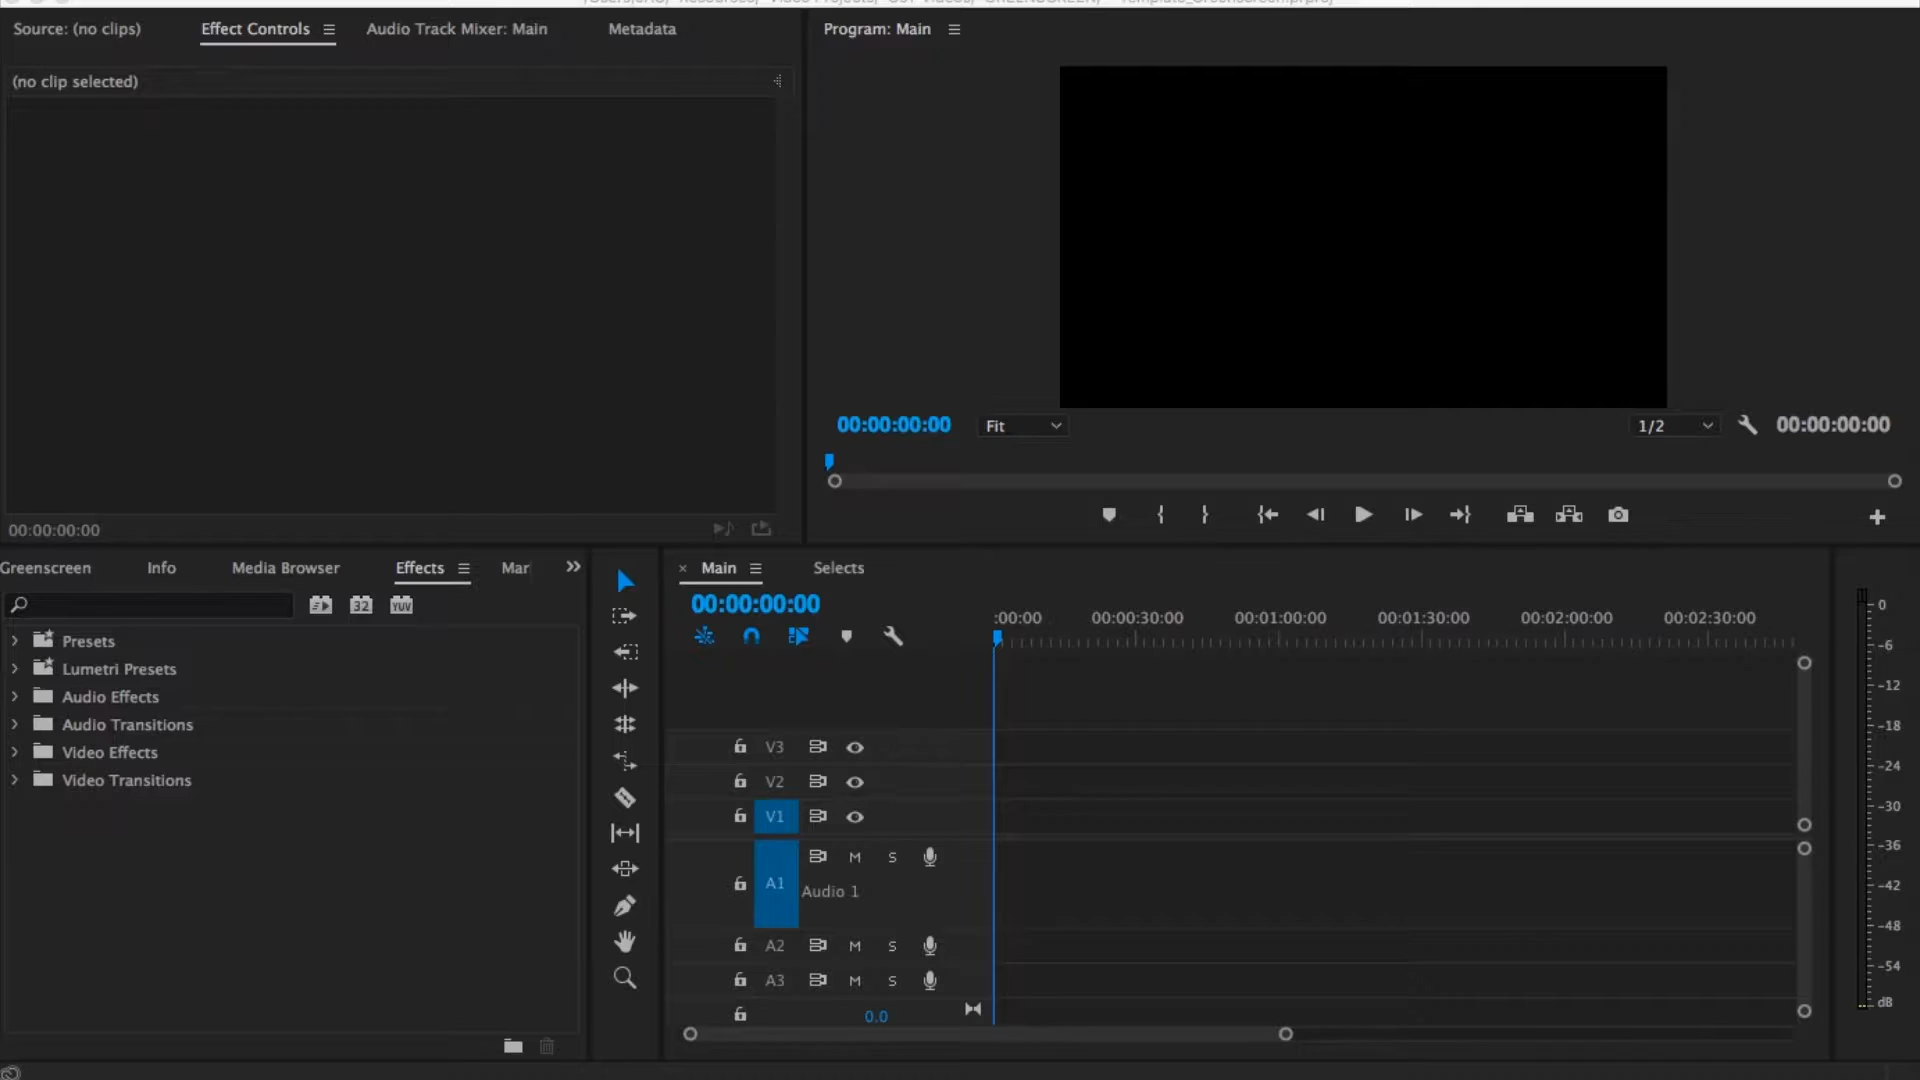 Source: (no clips)
Effect Controls
Audio Track Mixer: Main
Metadata
Program: Main
(no clip selected)
00:00:00:00
Fit
1/2
00:00:00:00
00:00:00:00
Greenscreen
Info
Media Browser
Effects
Mar
32
YUV
Presets
Lumetri Presets
Audio Effects
Audio Transitions
Video Effects
Video Transitions
Main
Selects
00:00:00:00
:00:00
00:00:30:00
00:01:00:00
00:01:30:00
00:02:00:00
00:02:30:00
V3
V2
V1
A1
M
S
Audio 1
A2
M
S
A3
M
S
0.0
0
-6
-12
-18
-24
-30
-36
-42
-48
-54
dB